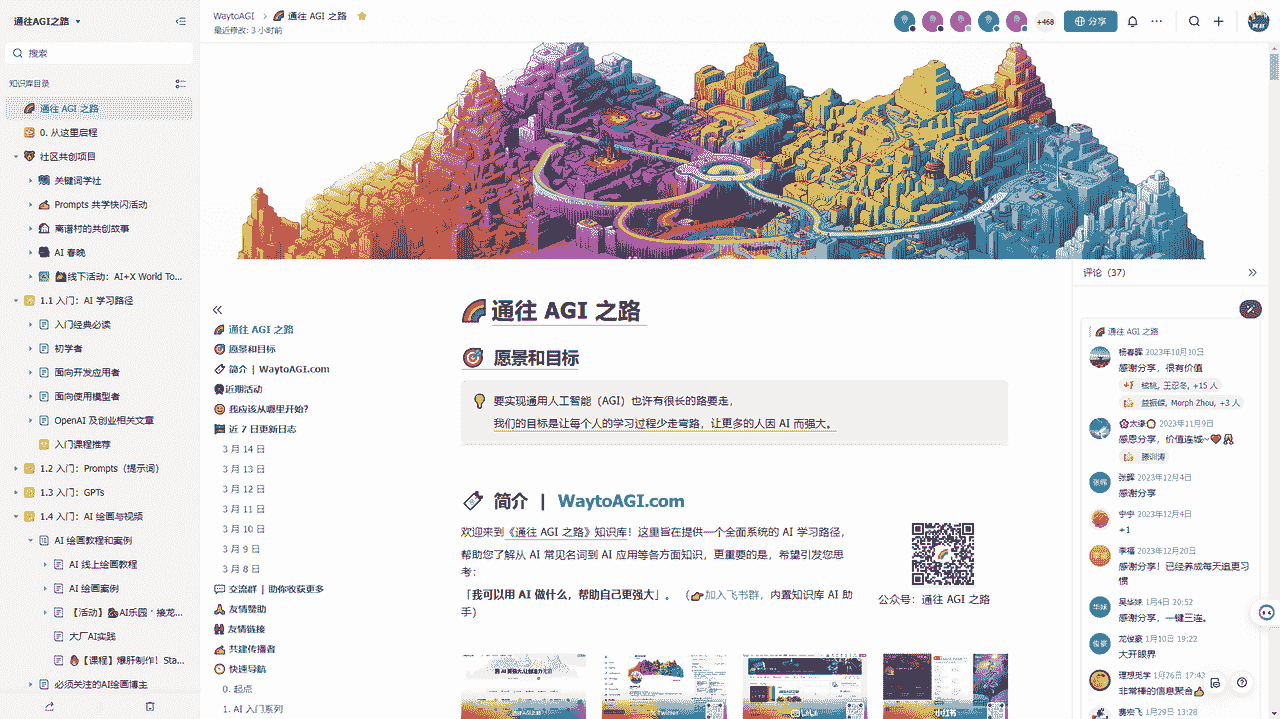 通往AGI之路
搜索
知识库目录
通往 AGI 之路
0. 从这里启程
社区共创项目
关键词学社
Prompts 共学快闪活动
离谱村的共创故事
AI 春晚
线下活动：AI+X World To...
1.1 入门：AI 学习路径
入门经典必读
初学者
面向开发应用者
面向使用模型者
OpenAI 及创业相关文章
入门课程推荐
1.2 入门：Prompts（提示词）
1.3 入门：GPTs
1.4 入门：AI 绘画与视频
AI 绘画教程和案例
AI 线上绘画教程
AI 绘画案例
【活动】AI乐园·接龙...
大厂AI实践
【课程】爆肝制作！Sta...
必须关注的AI绘画博主
WaytoAGI
通往 AGI 之路
最近修改: 3 小时前
+468
分享
通往 AGI 之路
愿景和目标
简介 | WaytoAGI.com
近期活动
我应该从哪里开始？
近 7 日更新日志
3 月 14 日
3 月 13 日
3 月 12 日
3 月 11 日
3 月 10 日
3 月 9 日
3 月 8 日
交流群 | 助你收获更多
友情赞助
友情链接
共建传播者
快速导航
0. 起点
1. AI 入门系列
通往 AGI 之路
愿景和目标
要实现通用人工智能（AGI）也许有很长的路要走，
我们的目标是让每个人的学习过程少走弯路，让更多的人因 AI 而强大。
简介 | WaytoAGI.com
欢迎来到《通往 AGI 之路》知识库！这里旨在提供一个全面系统的 AI 学习路径，
帮助您了解从 AI 常见名词到 AI 应用等各方面知识，更重要的是，希望引发您思
考：
「我可以用 AI 做什么，帮助自己更强大」。（加入飞书群，内置知识库 AI 助
手）
公众号：通往 AGI 之路
小红书
评论（37）
通往 AGI 之路
杨春晖 2023年10月10日
感谢分享，很有价值
王忍冬, +15 人
Morph Zhou, +3 人
2023年11月9日
感恩分享，价值连城~
张辉 2023年12月4日
感谢分享
宁宁 2023年12月4日
+1
李福 2023年12月20日
感谢分享！已经养成每天追更习
惯
1月4日 20:52
感谢分享，一键三连。
1月10日 19:22
大开眼界
理想观学 1月26日
非常棒的信息聚合
1月28日 13:28